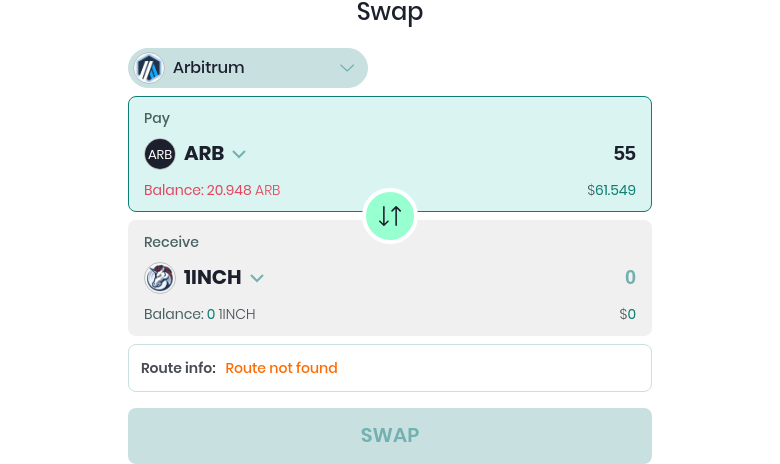 Swap
Arbitrum
Pay
ARB ARB 55
Balance: 20.948 ARB $61.549
Receive
1INCH 0
Balance: 0 1INCH $0
Route info: Route not found
SWAP